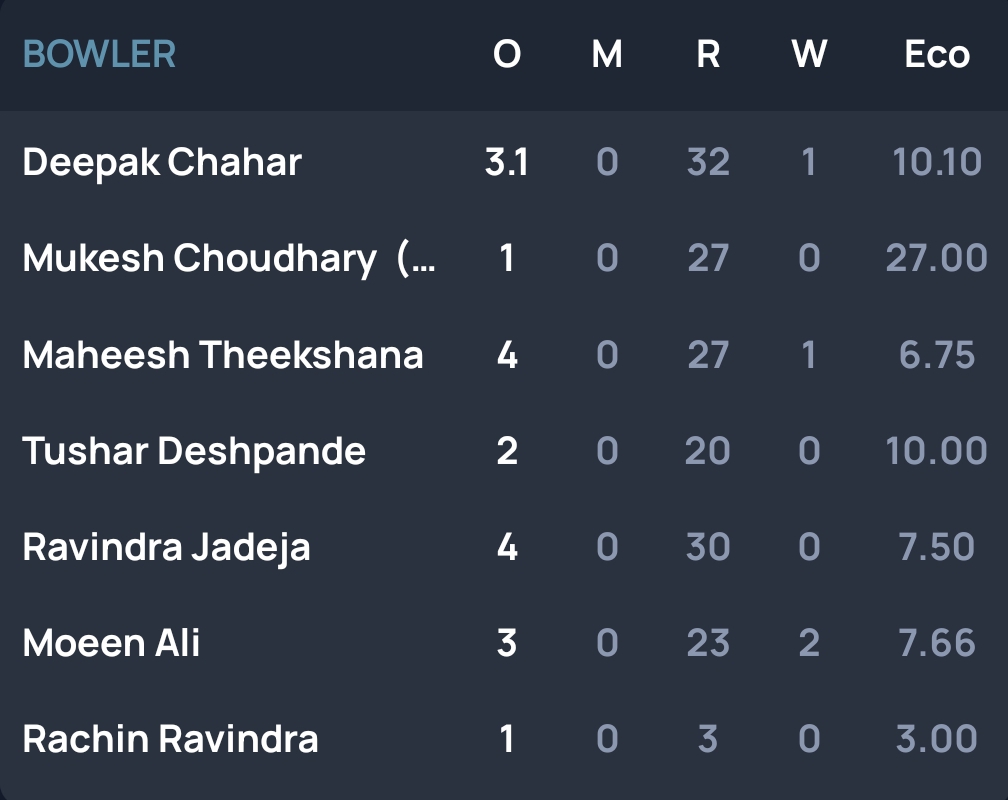 BOWLER O M R W Eco
Deepak Chahar 3.1 0 32 1 10.10
Mukesh Choudhary (... 1 0 27 0 27.00
Maheesh Theekshana 4 0 27 1 6.75
Tushar Deshpande 2 0 20 0 10.00
Ravindra Jadeja 4 0 30 0 7.50
Moeen Ali 3 0 23 2 7.66
Rachin Ravindra 1 0 3 0 3.00